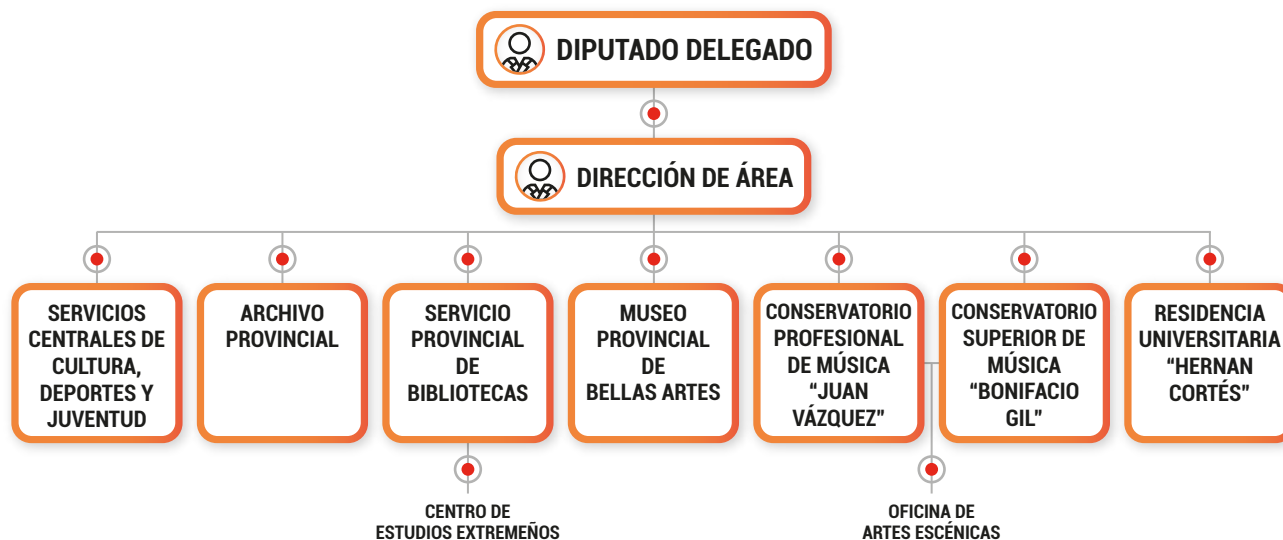 DIPUTADO DELEGADO
DIRECCIÓN DE ÁREA
SERVICIOS
CENTRALES DE
CULTURA,
DEPORTES Y
JUVENTUD
ARCHIVO
PROVINCIAL
SERVICIO
PROVINCIAL
DE
BIBLIOTECAS
MUSEO
PROVINCIAL
DE
BELLAS ARTES
CONSERVATORIO
PROFESIONAL
DE MÚSICA
“JUAN
VÁZQUEZ”
CONSERVATORIO
SUPERIOR DE
MÚSICA
“BONIFACIO
GIL”
RESIDENCIA
UNIVERSITARIA
“HERNAN
CORTÉS”
CENTRO DE
ESTUDIOS EXTREMEÑOS
OFICINA DE
ARTES ESCÉNICAS